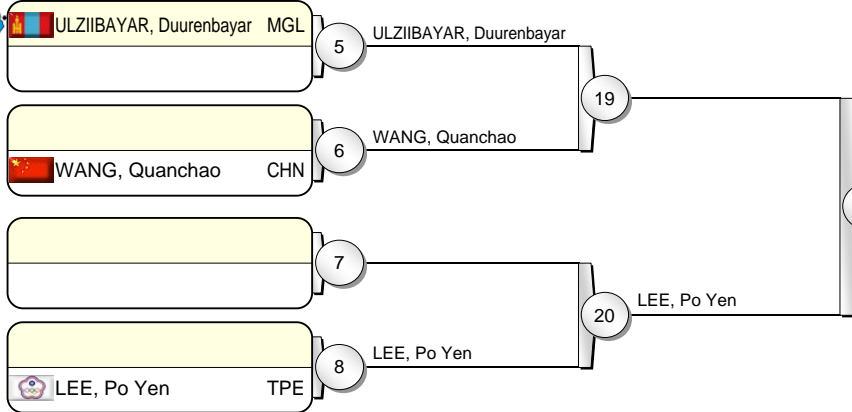 ULZIIBAYAR, Duurenbayar MGL
5
ULZIIBAYAR, Duurenbayar
19
6
WANG, Quanchao
WANG, Quanchao CHN
7
20
LEE, Po Yen
8
LEE, Po Yen
LEE, Po Yen TPE